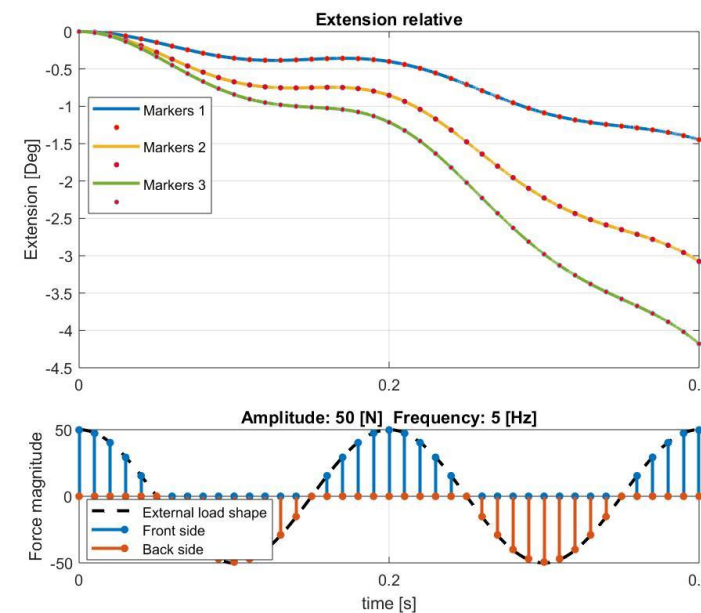 Extension relative
0
-0.5
-1
-1.5
-2
-2.5
-3
-3.5
-4
-4.5
Extension [Deg]
Markers 1
Markers 2
Markers 3
0
0.2
0.
Amplitude: 50 [N] Frequency: 5 [Hz]
50
0
-50
Force magnitude
External load shape
Front side
Back side
0
0.2
0.
time [s]